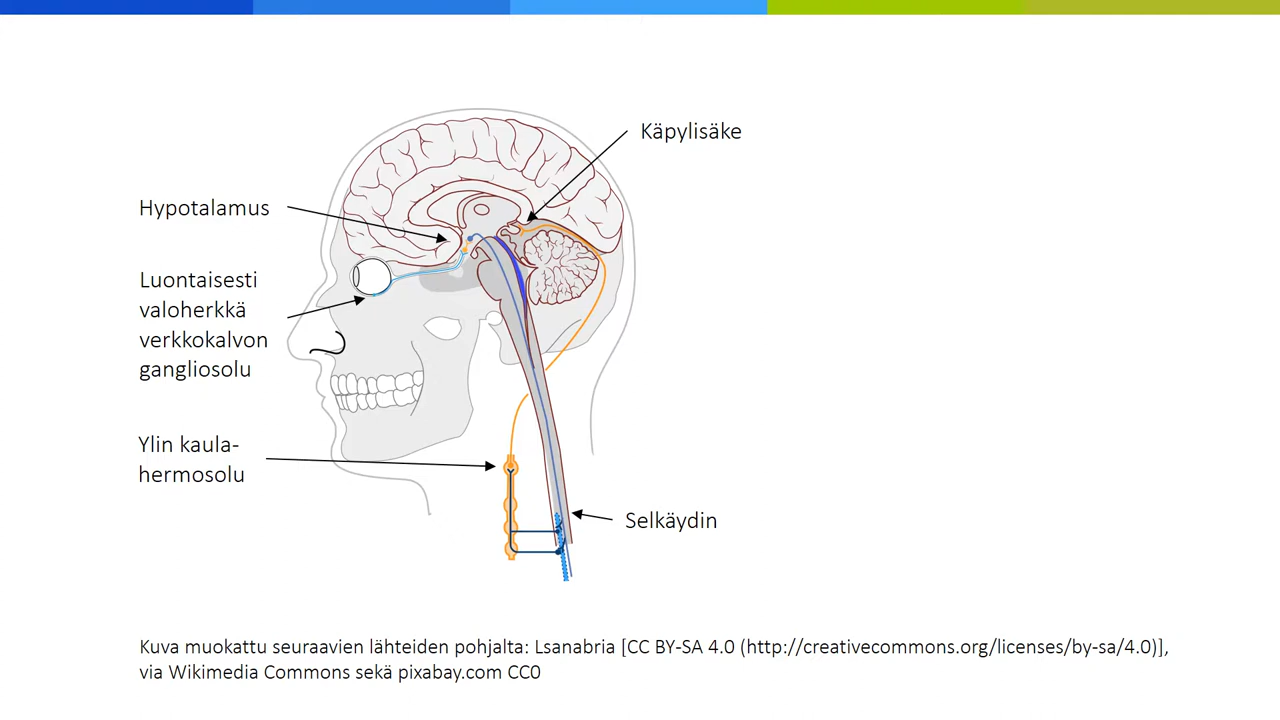 Käpylisäke
Hypotalamus
Luontaisesti
valoherkkä
verkkokalvon
gangliosolu
Ylin kaula-
hermosolu
Selkäydin
Kuva muokattu seuraavien lähteiden pohjalta: Lsanabria [CC BY-SA 4.0 (http://creativecommons.org/licenses/by-sa/4.0)],
via Wikimedia Commons sekä pixabay.com CC0